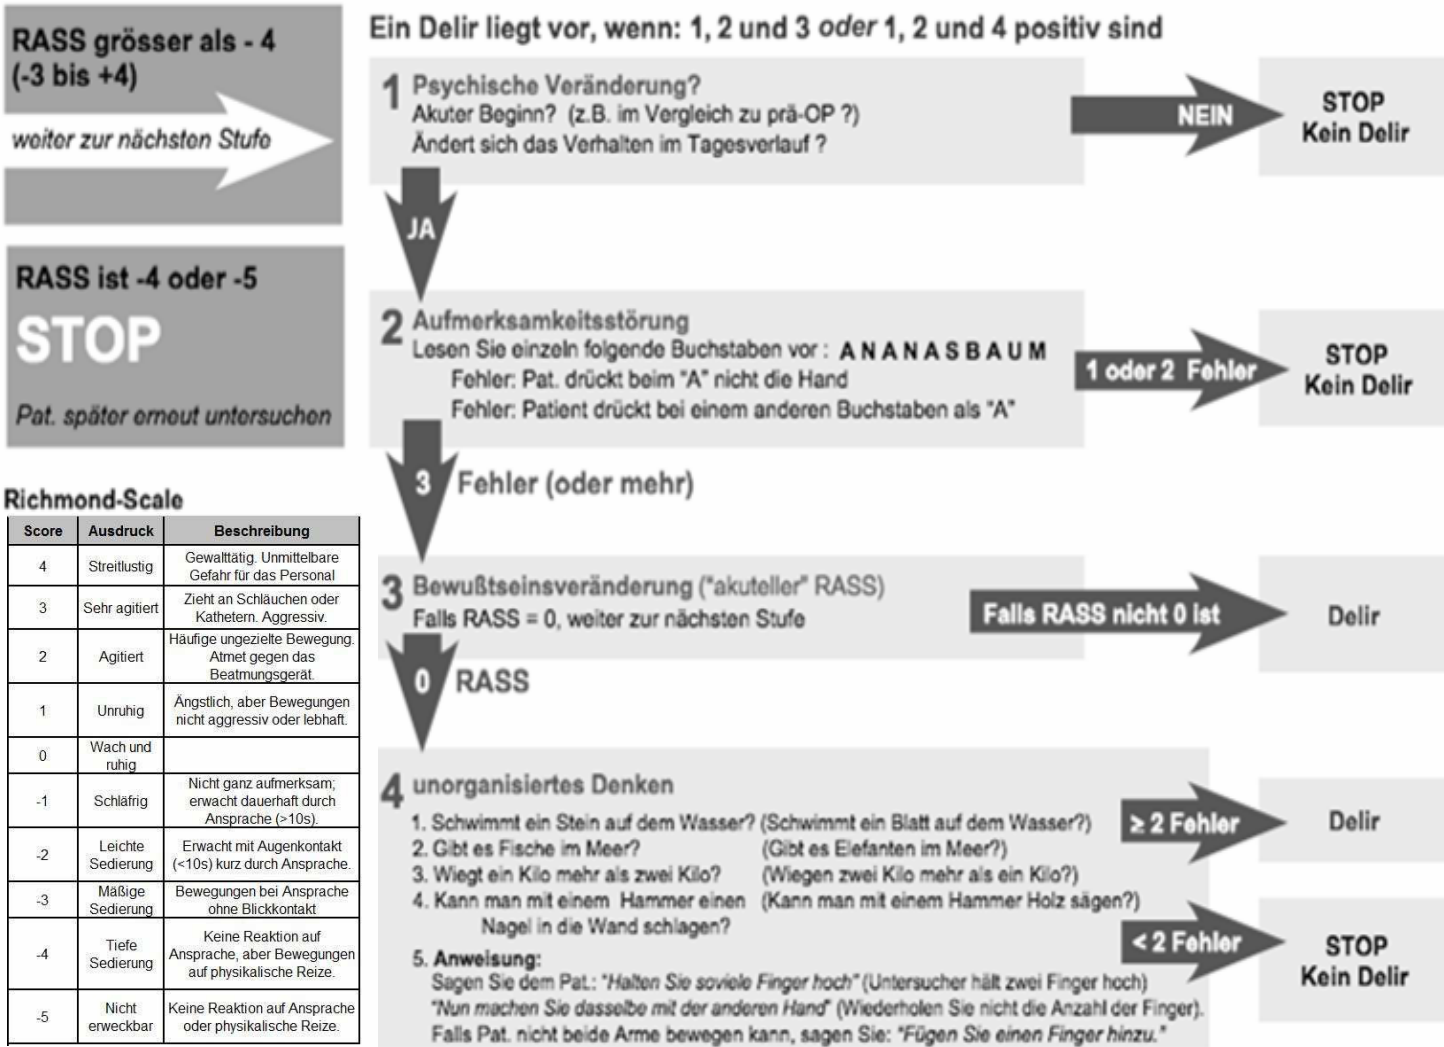 RASS grösser als - 4
(-3 bis +4)
weiter zur nächsten Stufe
RASS ist -4 oder -5
STOP
Pat. später erneut untersuchen
Ein Delir liegt vor, wenn: 1, 2 und 3 oder 1, 2 und 4 positiv sind
1 Psychische Veränderung?
Akuter Beginn? (z.B. im Vergleich zu prä-OP ?)
Ändert sich das Verhalten im Tagesverlauf ?
NEIN
STOP
Kein Delir
JA
2 Aufmerksamkeitsstörung
Lesen Sie einzeln folgende Buchstaben vor : A N A N A S B A U M
Fehler: Pat. drückt beim "A" nicht die Hand
Fehler: Patient drückt bei einem anderen Buchstaben als "A"
1 oder 2 Fehler
STOP
Kein Delir
3 Fehler (oder mehr)
3 Bewußtseinsveränderung ("akuteller" RASS)
Falls RASS = 0, weiter zur nächsten Stufe
Falls RASS nicht 0 ist
Delir
0 RASS
4 unorganisiertes Denken
1. Schwimmt ein Stein auf dem Wasser? (Schwimmt ein Blatt auf dem Wasser?)
2. Gibt es Fische im Meer? (Gibt es Elefanten im Meer?)
3. Wiegt ein Kilo mehr als zwei Kilo? (Wiegen zwei Kilo mehr als ein Kilo?)
4. Kann man mit einem Hammer einen (Kann man mit einem Hammer Holz sägen?)
Nagel in die Wand schlagen?
5. Anweisung:
Sagen Sie dem Pat.: "Halten Sie soviele Finger hoch" (Untersucher hält zwei Finger hoch)
"Nun machen Sie dasselbe mit der anderen Hand" (Wiederholen Sie nicht die Anzahl der Finger).
Falls Pat. nicht beide Arme bewegen kann, sagen Sie: "Fügen Sie einen Finger hinzu."
≥ 2 Fehler
Delir
< 2 Fehler
STOP
Kein Delir
Richmond-Scale
Score Ausdruck Beschreibung
4 Streitlustig Gewalttätig. Unmittelbare
Gefahr für das Personal
3 Sehr agitiert Zieht an Schläuchen oder
Kathetern. Aggressiv.
2 Agitiert Häufige ungezielte Bewegung.
Atmet gegen das
Beatmungsgerät.
1 Unruhig Ängstlich, aber Bewegungen
nicht aggressiv oder lebhaft.
0 Wach und
ruhig
-1 Schläfrig Nicht ganz aufmerksam;
erwacht dauerhaft durch
Ansprache (>10s).
-2 Leichte Erwacht mit Augenkontakt
Sedierung (<10s) kurz durch Ansprache.
-3 Mäßige Bewegungen bei Ansprache
Sedierung ohne Blickkontakt
-4 Tiefe Keine Reaktion auf
Sedierung Ansprache, aber Bewegungen
auf physikalische Reize.
-5 Nicht Keine Reaktion auf Ansprache
erweckbar oder physikalische Reize.